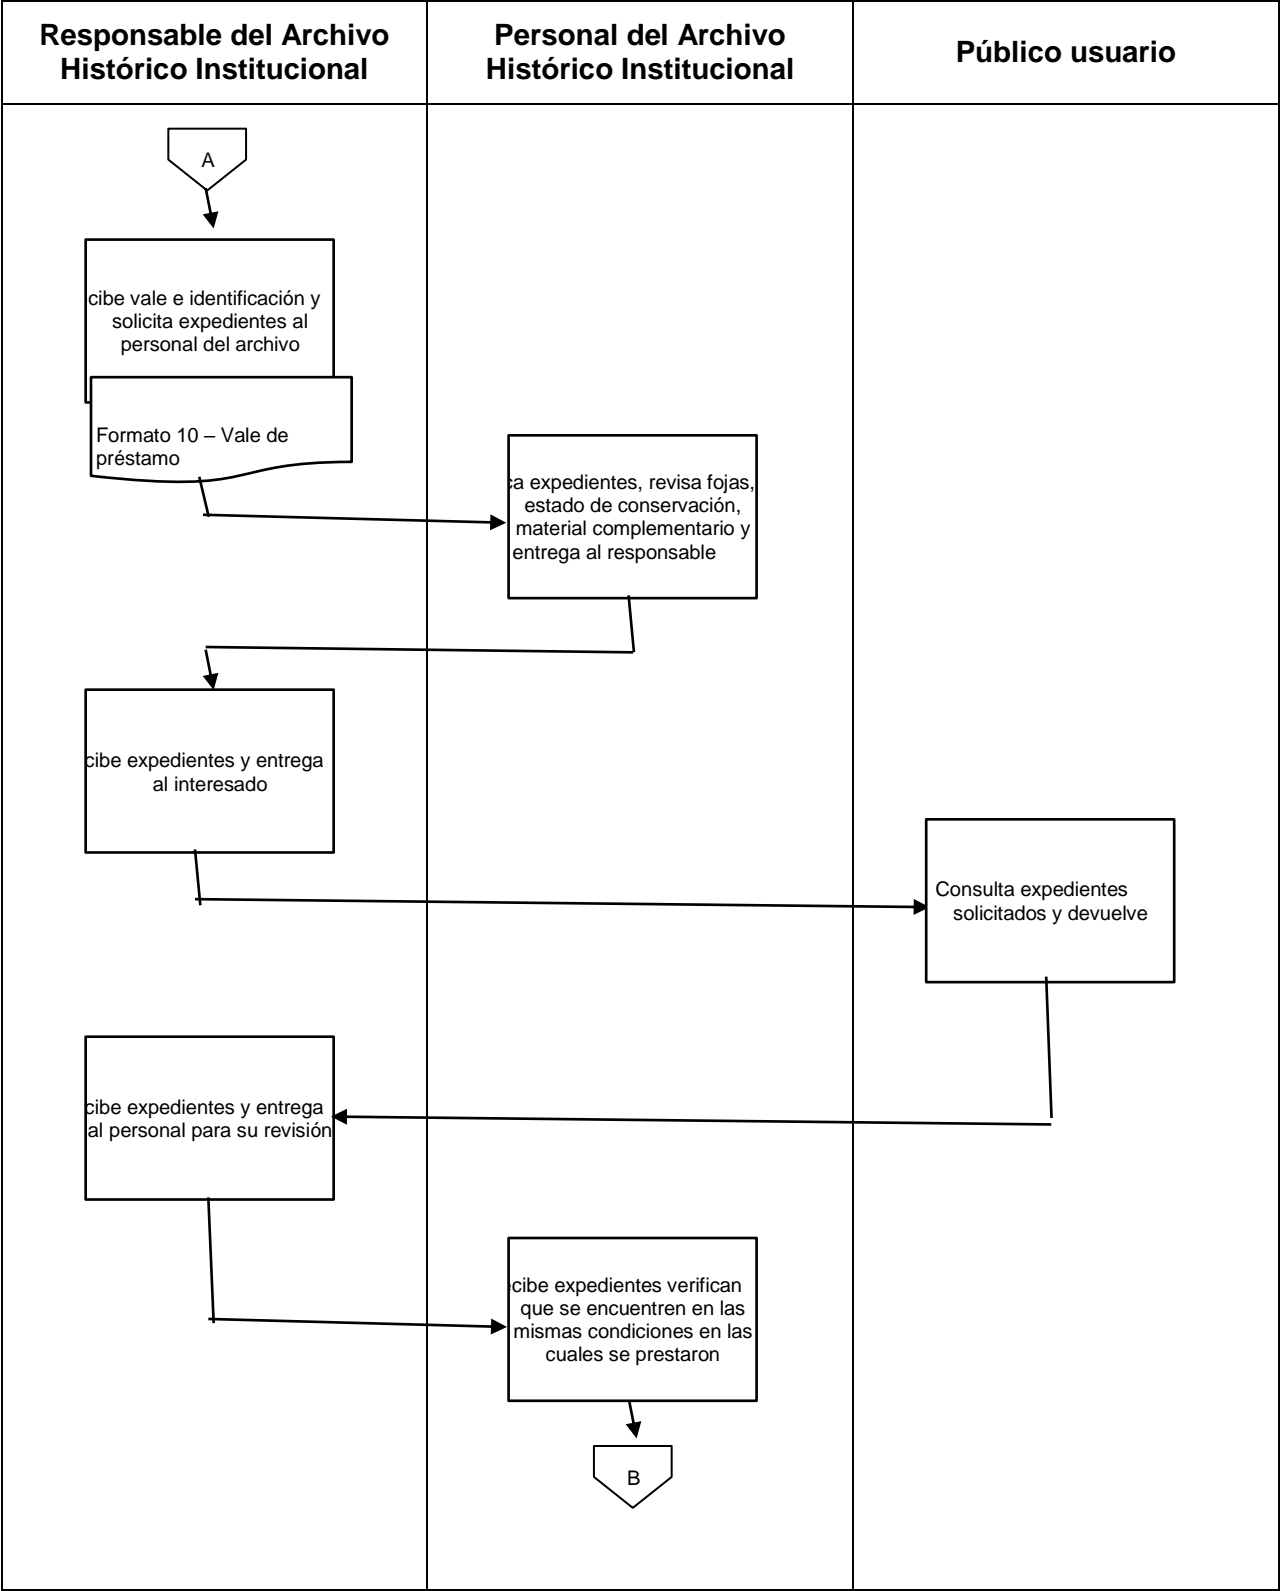 Responsable del Archivo
Histórico Institucional
Personal del Archivo
Histórico Institucional
Público usuario
A
cibe vale e identificación y
solicita expedientes al
personal del archivo
Formato 10 – Vale de
préstamo
ca expedientes, revisa fojas,
estado de conservación,
material complementario y
entrega al responsable
cibe expedientes y entrega
al interesado
Consulta expedientes
solicitados y devuelve
cibe expedientes y entrega
al personal para su revisión
ecibe expedientes verifican
que se encuentren en las
mismas condiciones en las
cuales se prestaron
B